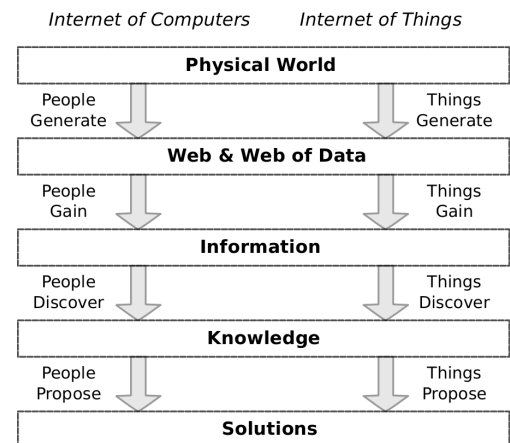 Internet of Computers
Internet of Things
Physical World
People
Generate
Things
Generate
Web & Web of Data
People
Gain
Things
Gain
Information
People
Discover
Things
Discover
Knowledge
People
Propose
Things
Propose
Solutions